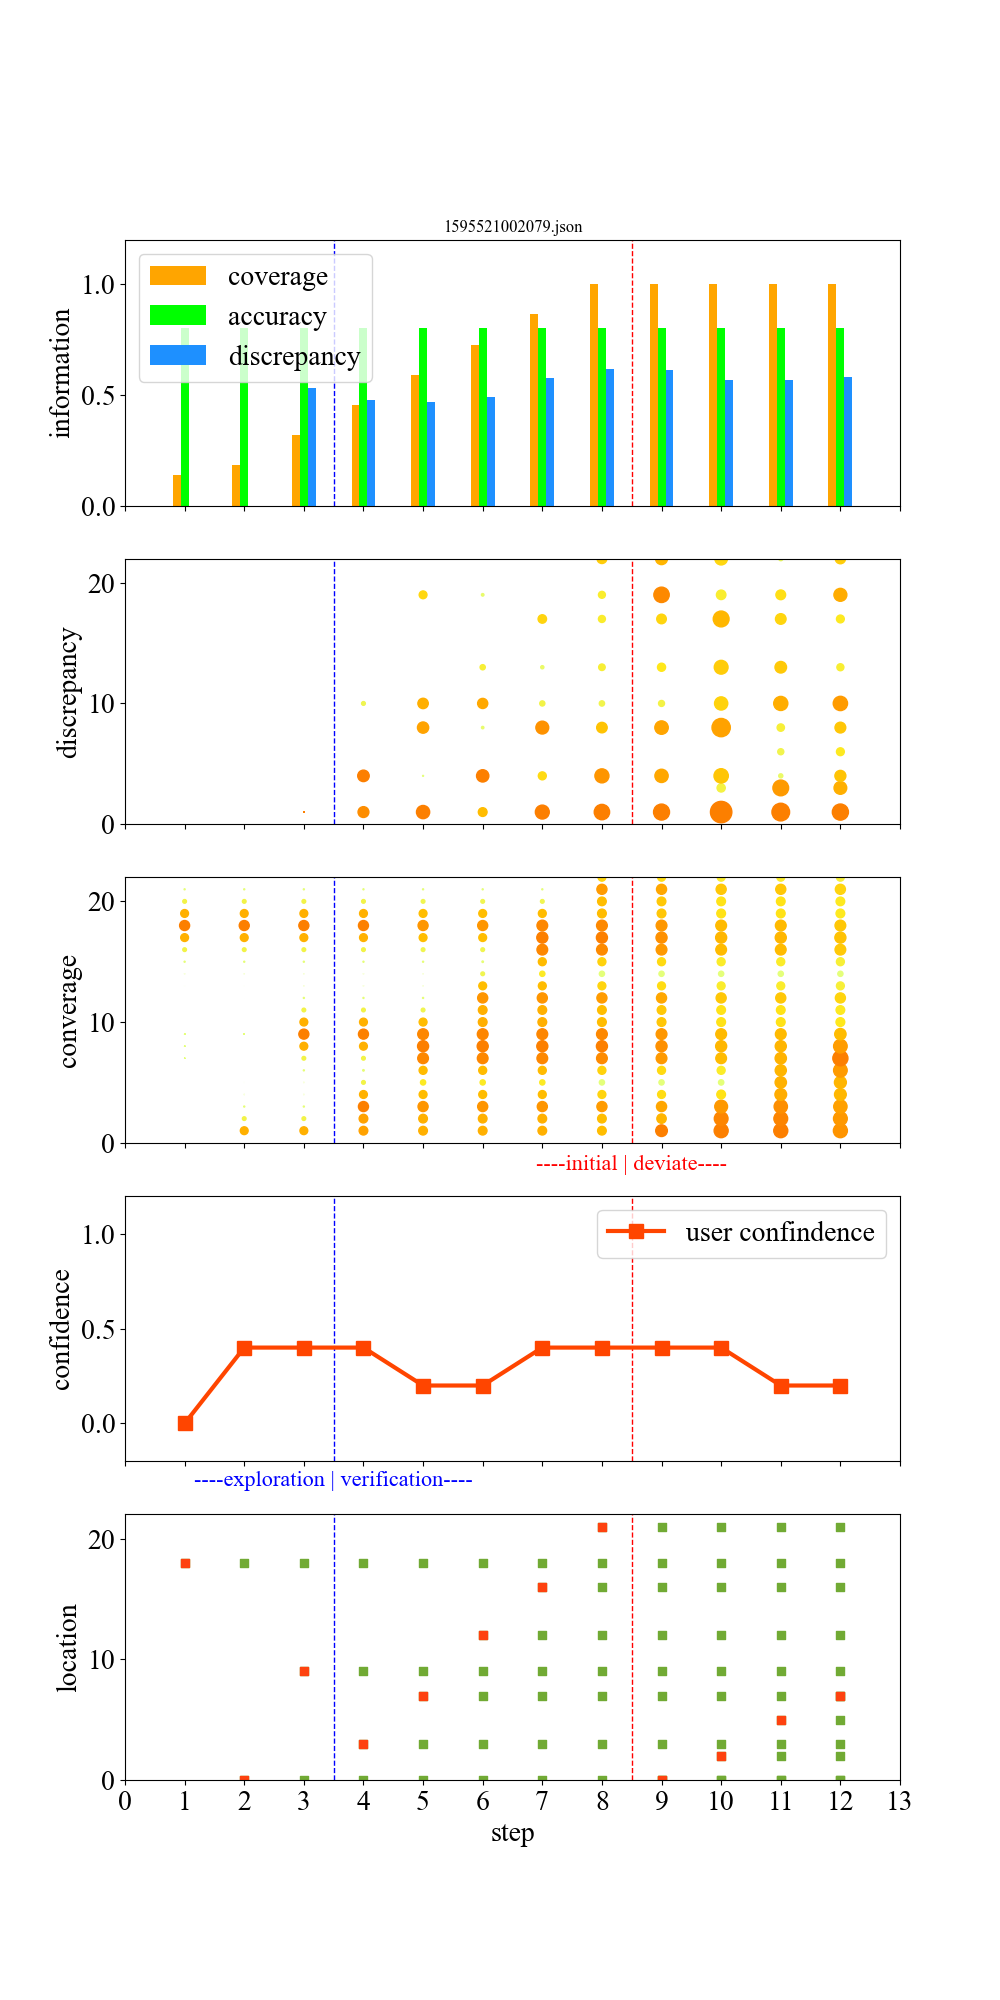 1595521002079.json
coverage
accuracy
discrepancy
1.0
0.5
0.0
information
20
10
0
discrepancy
20
10
0
converage
----initial | deviate----
user confindence
1.0
0.5
0.0
confidence
----exploration | verification----
20
10
0
location
0 1 2 3 4 5 6 7 8 9 10 11 12 13
step